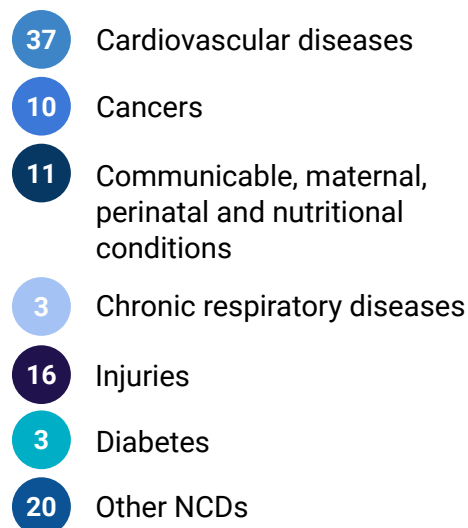 37 Cardiovascular diseases
10 Cancers
11 Communicable, maternal,
perinatal and nutritional
conditions
3 Chronic respiratory diseases
16 Injuries
3 Diabetes
20 Other NCDs